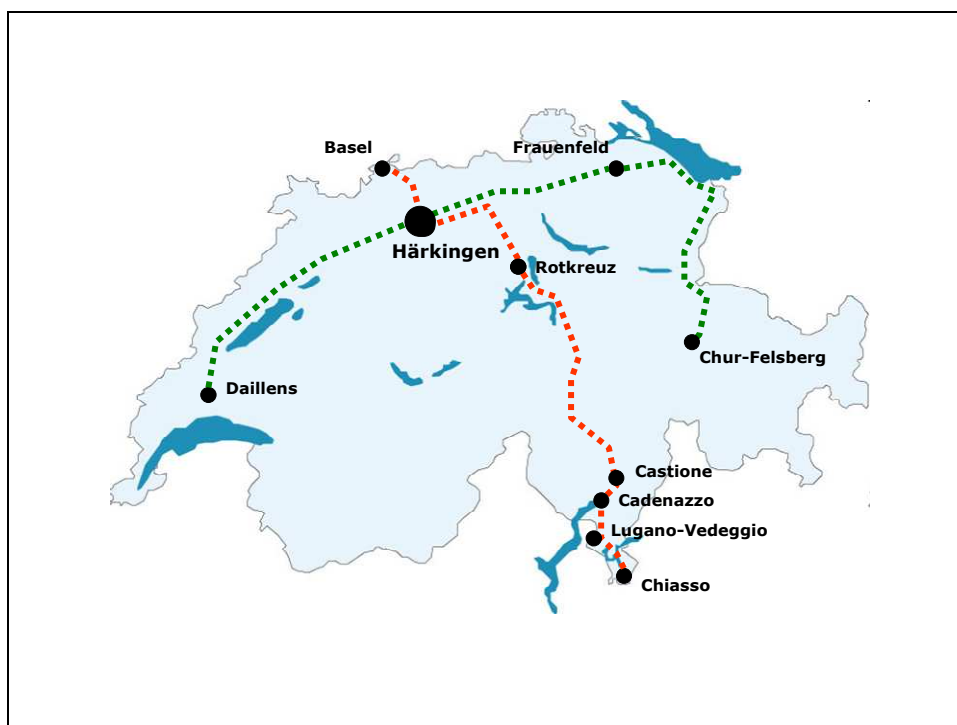 Basel
Frauenfeld
Härkingen
Rotkreuz
Chur-Felsberg
Daillens
Castione
Cadenazzo
Lugano-Vedeggio
Chiasso